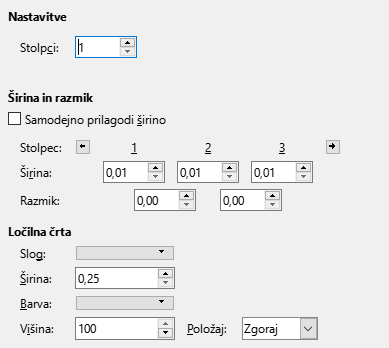 Nastavitve
Stolpci: 1
Širina in razmik
Samodejno prilagodi širino
Stolpec: 1 2 3
Širina: 0,01 0,01 0,01
Razmik: 0,00 0,00
Ločilna črta
Slog:
Širina: 0,25
Barva:
Višina: 100 Položaj: Zgoraj